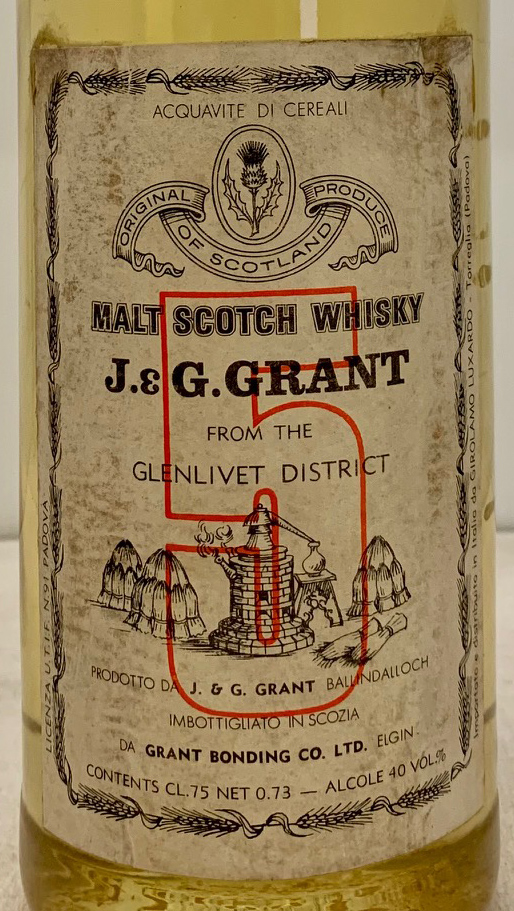 ACQUAVITE DI CEREALI
ORIGINAL PRODUCE
OF SCOTLAND
MALT SCOTCH WHISKY
J.& G. GRANT
5
FROM THE
GLENLIVET DISTRICT
PRODOTTO DA J. & G. GRANT BALLINDALLOCH
IMBOTTIGLIATO IN SCOZIA
DA GRANT BONDING CO. LTD. ELGIN
CONTENTS CL.75 NET 0.73 — ALCOLE 40 VOL.%
LICENZA U.T.I.F. N° 91 PADOVA
Importato e distribuito in Italia da GIROLAMO LUXARDO - Torreglia (Padova)